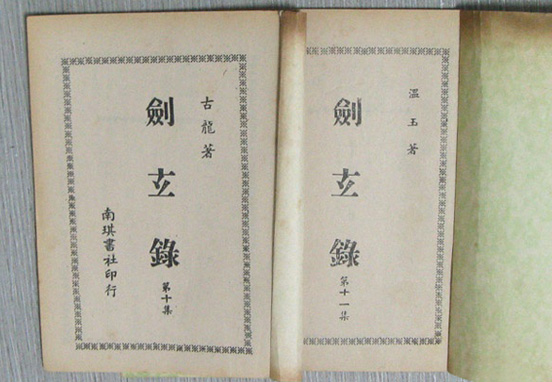 古龍著
劍玄錄
第十集
南琪書社印行
溫玉著
劍玄錄
第十一集